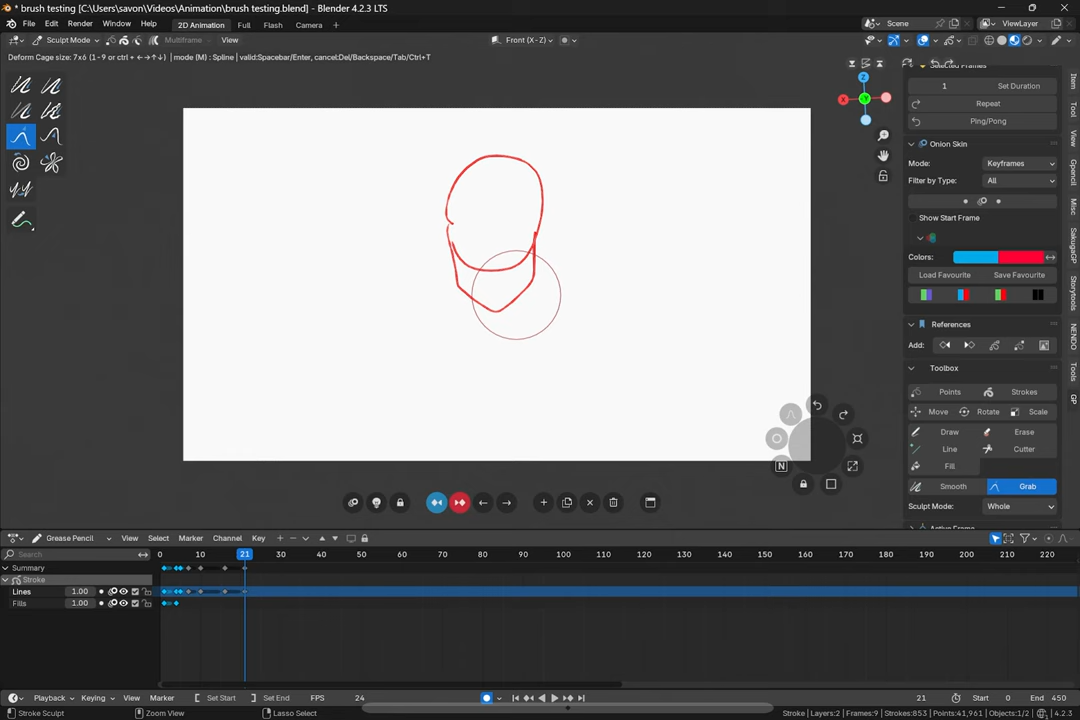 * brush testing [C:\Users\savon\Videos\Animation\brush testing.blend] - Blender 4.2.3 LTS
File Edit Render Window Help 2D Animation Full Half Camera + Scene ViewLayer
Sculpt Mode Multiframe View Front (X-Z)
Deform Cage size: 7x6 (1-9 or ctrl + ←→↑↓) | mode (M) : Spline | valid:Spacebar/Enter, cancel:Del/Backspace/Tab/Ctrl+T
Z
X
Y
Selected Frames
1 Set Duration
Repeat
Ping/Pong
Onion Skin
Mode: Keyframes
Filter by Type: All
Show Start Frame
Colors:
Load Favourite Save Favourite
References
Add:
Toolbox
Points Strokes
Move Rotate Scale
Draw Erase
Line Cutter
Fill
Smooth Grab
Sculpt Mode: Whole
Active Frame
Item
Tool
View
Gpencil
Misc
SakugaGP
Storytools
NENDO
Tools
GP
N
Grease Pencil View Select Marker Channel Key
Search
0 10 21 30 40 50 60 70 80 90 100 110 120 130 140 150 160 170 180 190 200 210 220
Summary
Stroke
Lines 1.00
Fills 1.00
Playback Keying View Marker Set Start Set End FPS 24 21 Start 0 End 450
Stroke Sculpt Zoom View Lasso Select Stroke | Layers:2 | Frames:9 | Strokes:853 | Points:41,961 | Objects:1/2 | 4.2.3